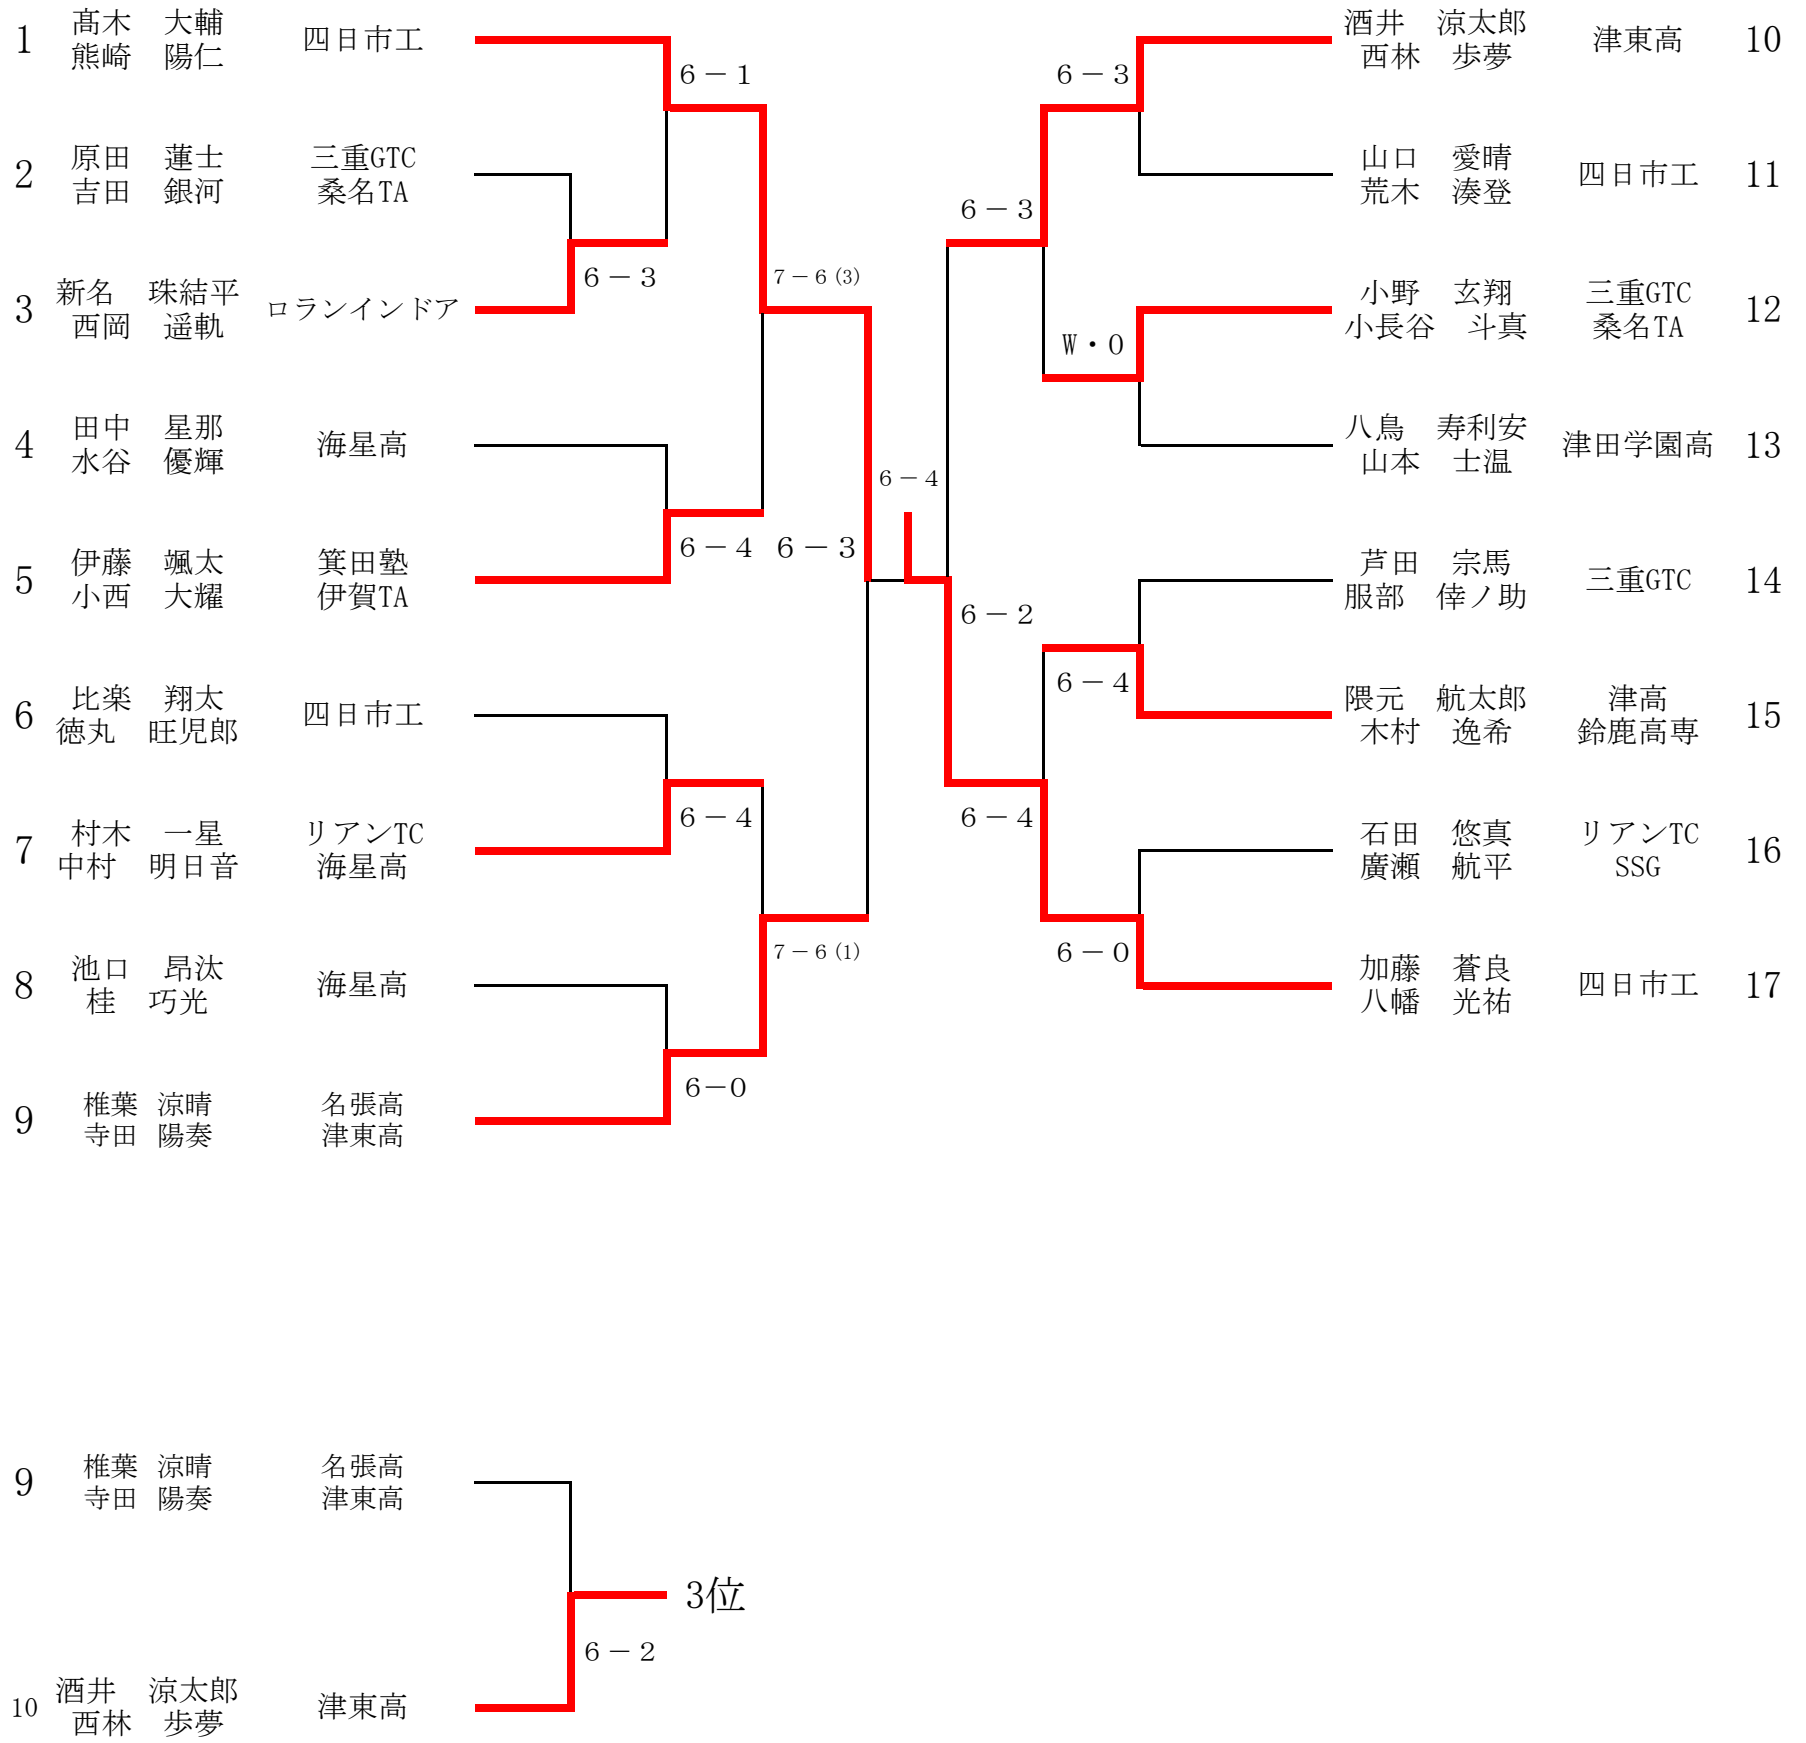 1 髙木 大輔 四日市工
熊崎 陽仁
6－1
2 原田 蓮士 三重GTC
吉田 銀河 桑名TA
6－3
7－6(3)
3 新名 珠結平 ロランインドア
西岡 遥軌
4 田中 星那 海星高
水谷 優輝
6－4
6－3
5 伊藤 颯太 箕田塾
小西 大耀 伊賀TA
6 比楽 翔太 四日市工
徳丸 旺児郎
6－4
7 村木 一星 リアンTC
中村 明日音 海星高
7－6(1)
8 池口 昂汰 海星高
桂 巧光
6－0
9 椎葉 涼晴 名張高
寺田 陽奏 津東高
6－4
6－2
酒井 涼太郎 津東高 10
西林 歩夢
6－3
山口 愛晴 四日市工 11
荒木 湊登
6－3
小野 玄翔 三重GTC 12
小長谷 斗真 桑名TA
W・O
八鳥 寿利安 津田学園高 13
山本 士温
芦田 宗馬 三重GTC 14
服部 倖ノ助
6－4
隈元 航太郎 津高 15
木村 逸希 鈴鹿高専
6－4
石田 悠真 リアンTC 16
廣瀬 航平 SSG
6－0
加藤 蒼良 四日市工 17
八幡 光祐
9 椎葉 涼晴 名張高
寺田 陽奏 津東高
3位
6－2
10 酒井 涼太郎 津東高
西林 歩夢